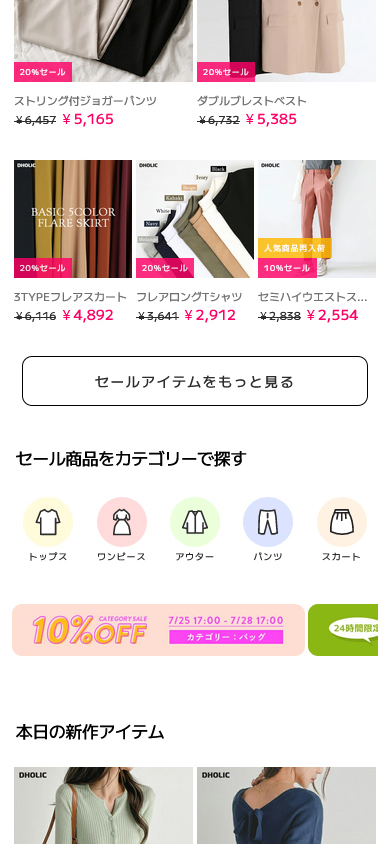 20%セール
20%セール
ストリング付ジョガーパンツ
¥6,457 ¥5,165
ダブルブレストベスト
¥6,732 ¥5,385
DHOLIC
BASIC 5COLOR
FLARE SKIRT
20%セール
DHOLIC
Black
Ivory
Beige
Kahaki
White
Navy
20%セール
DHOLIC
人気商品再入荷
10%セール
3TYPEフレアスカート
¥6,116 ¥4,892
フレアロングTシャツ
¥3,641 ¥2,912
セミハイウエストス...
¥2,838 ¥2,554
セールアイテムをもっと見る
セール商品をカテゴリーで探す
トップス
ワンピース
アウター
パンツ
スカート
10%OFF
CATEGORY SALE
7/25 17:00 - 7/28 17:00
カテゴリー：バッグ
24時間限定
本日の新作アイテム
DHOLIC
DHOLIC